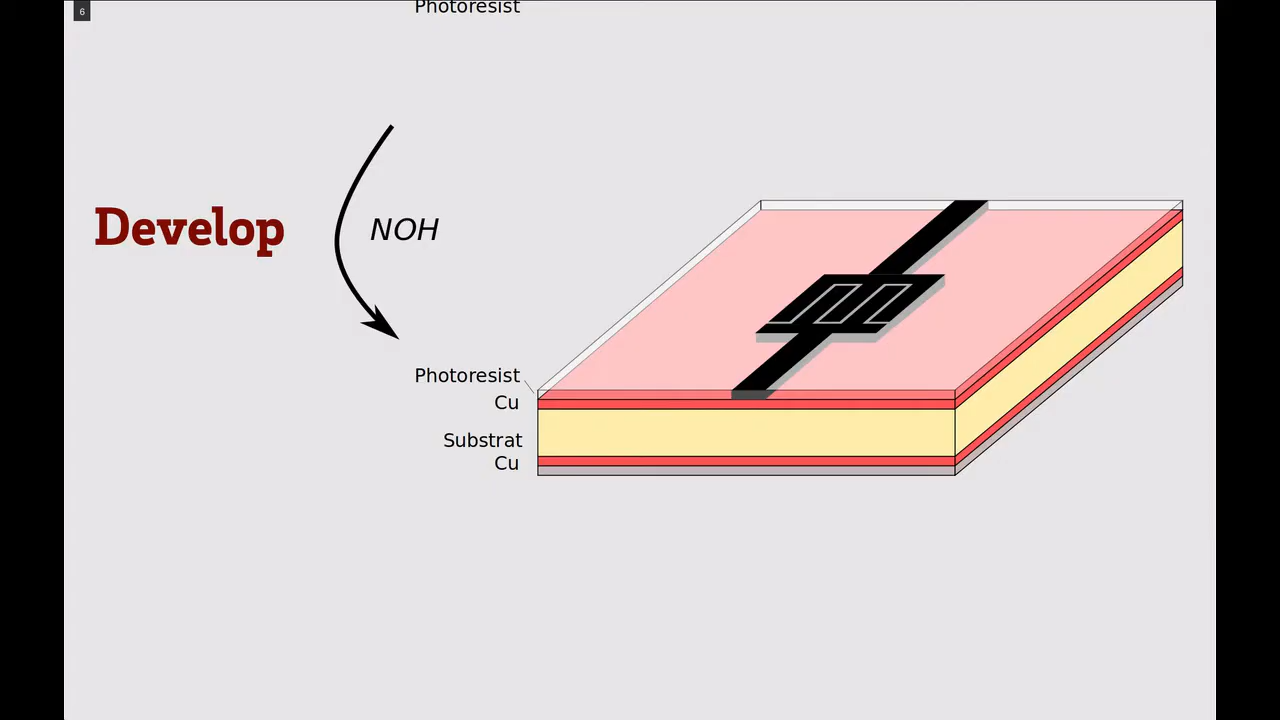 6
Photoresist
Develop
NOH
Photoresist
Cu
Substrat
Cu